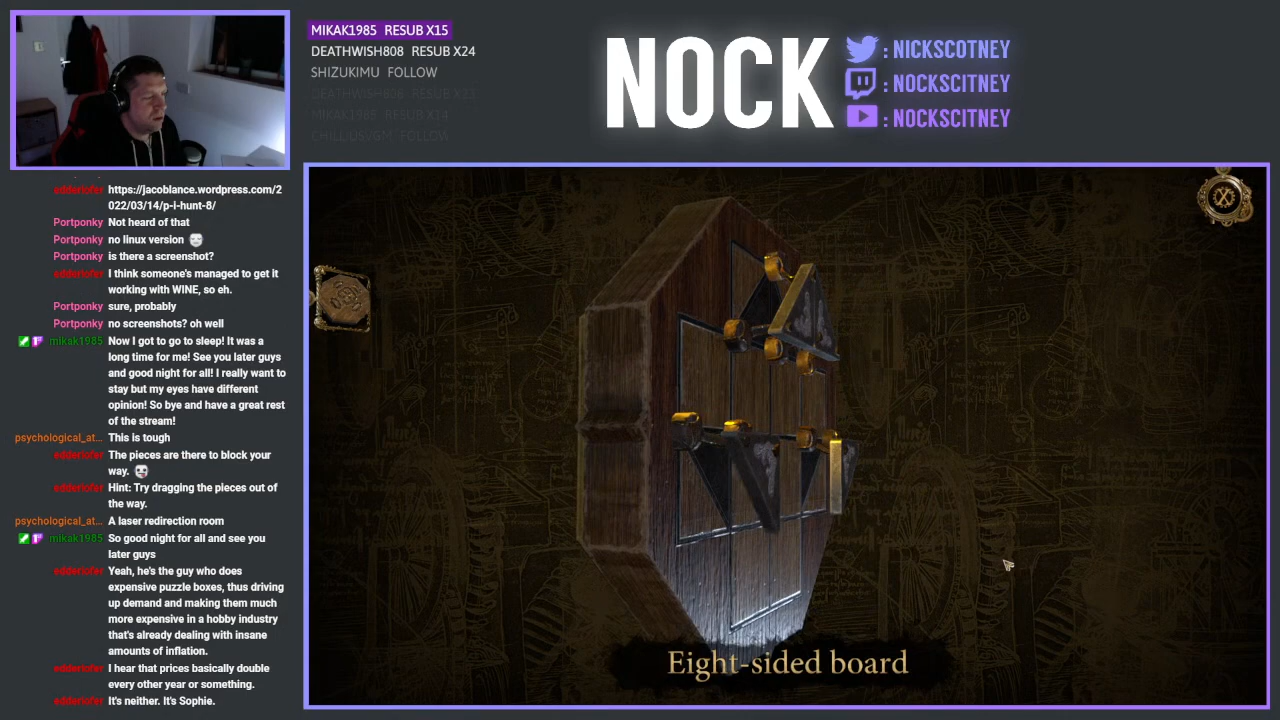 MIKAK1985 RESUB X15
DEATHWISH808 RESUB X24
SHIZUKIMU FOLLOW
DEATHWISH808 RESUB X23
MIKAK1985 RESUB X14
NOCK
: NICKSCOTNEY
: NOCKSCITNEY
: NOCKSCITNEY
edderiofer https://jacoblance.wordpress.com/2
022/03/14/p-i-hunt-8/
Portponky Not heard of that
Portponky no linux version
Portponky is there a screenshot?
edderiofer I think someone's managed to get it
working with WINE, so eh.
Portponky sure, probably
Portponky no screenshots? oh well
mikak1985 Now I got to go to sleep! It was a
long time for me! See you later guys
and good night for all! I really want to
stay but my eyes have different
opinion! So bye and have a great rest
of the stream!
psychological_at... This is tough
edderiofer The pieces are there to block your
way.
edderiofer Hint: Try dragging the pieces out of
the way.
psychological_at... A laser redirection room
mikak1985 So good night for all and see you
later guys
edderiofer Yeah, he's the guy who does
expensive puzzle boxes, thus driving
up demand and making them much
more expensive in a hobby industry
that's already dealing with insane
amounts of inflation.
edderiofer I hear that prices basically double
every other year or something.
edderiofer It's neither. It's Sophie.
Eight-sided board